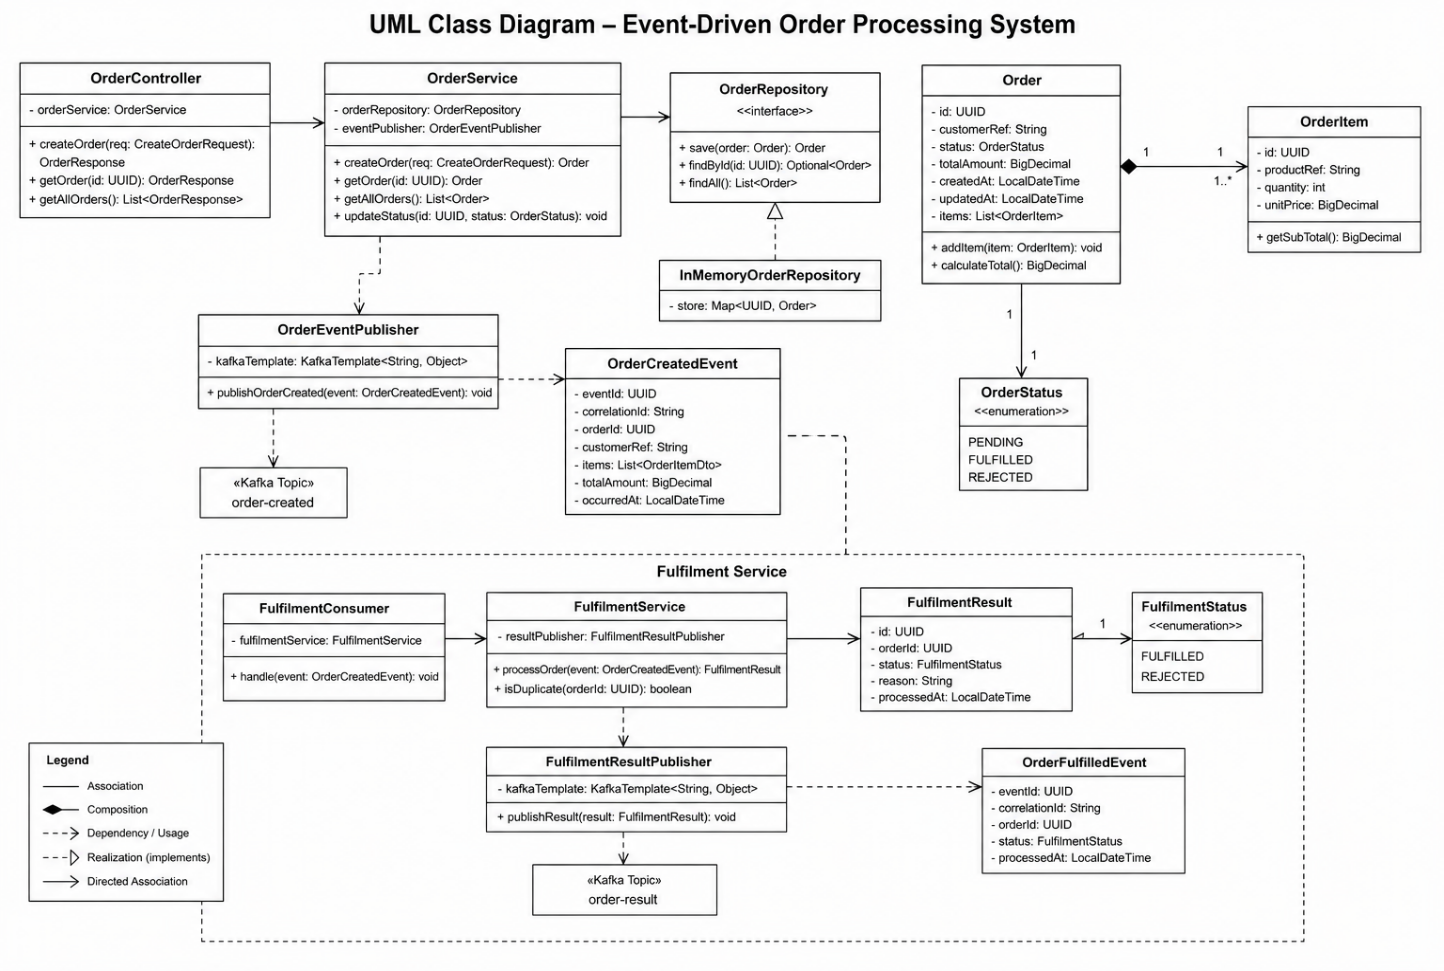 UML Class Diagram – Event-Driven Order Processing System
OrderController
- orderService: OrderService
+ createOrder(req: CreateOrderRequest):
OrderResponse
+ getOrder(id: UUID): OrderResponse
+ getAllOrders(): List<OrderResponse>
OrderService
- orderRepository: OrderRepository
- eventPublisher: OrderEventPublisher
+ createOrder(req: CreateOrderRequest): Order
+ getOrder(id: UUID): Order
+ getAllOrders(): List<Order>
+ updateStatus(id: UUID, status: OrderStatus): void
OrderRepository
<<interface>>
+ save(order: Order): Order
+ findById(id: UUID): Optional<Order>
+ findAll(): List<Order>
Order
- id: UUID
- customerRef: String
- status: OrderStatus
- totalAmount: BigDecimal
- createdAt: LocalDateTime
- updatedAt: LocalDateTime
- items: List<OrderItem>
+ addItem(item: OrderItem): void
+ calculateTotal(): BigDecimal
1
1
1..*
OrderItem
- id: UUID
- productRef: String
- quantity: int
- unitPrice: BigDecimal
+ getSubTotal(): BigDecimal
InMemoryOrderRepository
- store: Map<UUID, Order>
1
1
OrderEventPublisher
- kafkaTemplate: KafkaTemplate<String, Object>
+ publishOrderCreated(event: OrderCreatedEvent): void
OrderCreatedEvent
- eventId: UUID
- correlationId: String
- orderId: UUID
- customerRef: String
- items: List<OrderItemDto>
- totalAmount: BigDecimal
- occurredAt: LocalDateTime
OrderStatus
<<enumeration>>
PENDING
FULFILLED
REJECTED
«Kafka Topic»
order-created
Fulfilment Service
FulfilmentConsumer
- fulfilmentService: FulfilmentService
+ handle(event: OrderCreatedEvent): void
FulfilmentService
- resultPublisher: FulfilmentResultPublisher
+ processOrder(event: OrderCreatedEvent): FulfilmentResult
+ isDuplicate(orderId: UUID): boolean
FulfilmentResult
- id: UUID
- orderId: UUID
- status: FulfilmentStatus
- reason: String
- processedAt: LocalDateTime
1
FulfilmentStatus
<<enumeration>>
FULFILLED
REJECTED
FulfilmentResultPublisher
- kafkaTemplate: KafkaTemplate<String, Object>
+ publishResult(result: FulfilmentResult): void
OrderFulfilledEvent
- eventId: UUID
- correlationId: String
- orderId: UUID
- status: FulfilmentStatus
- processedAt: LocalDateTime
«Kafka Topic»
order-result
Legend
Association
Composition
Dependency / Usage
Realization (implements)
Directed Association